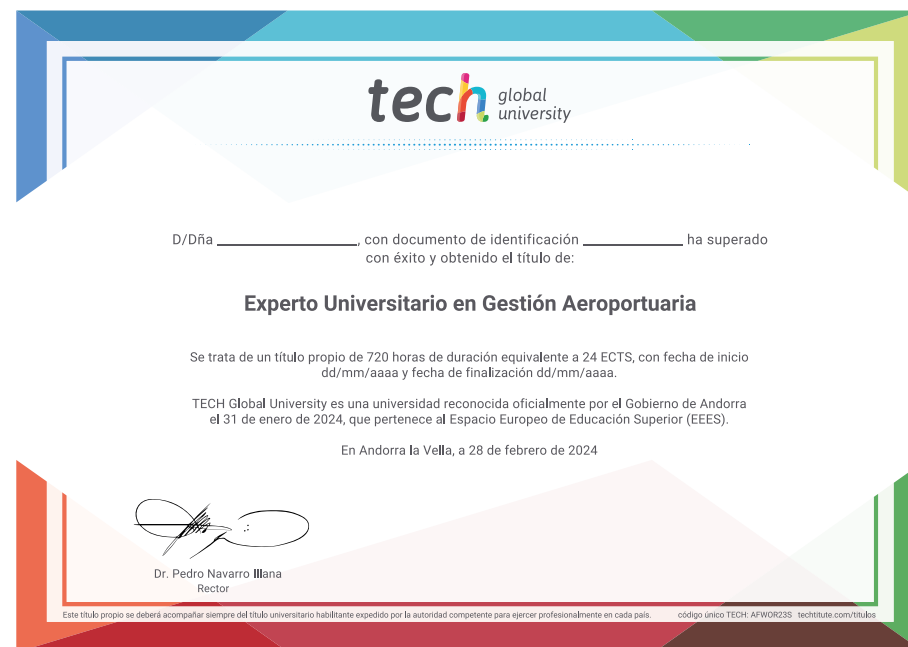 tech global university
D/Dña ____________________, con documento de identificación ______________ ha superado
con éxito y obtenido el título de:
Experto Universitario en Gestión Aeroportuaria
Se trata de un título propio de 720 horas de duración equivalente a 24 ECTS, con fecha de inicio
dd/mm/aaaa y fecha de finalización dd/mm/aaaa.
TECH Global University es una universidad reconocida oficialmente por el Gobierno de Andorra
el 31 de enero de 2024, que pertenece al Espacio Europeo de Educación Superior (EEES).
En Andorra la Vella, a 28 de febrero de 2024
Dr. Pedro Navarro Illana
Rector
Este título propio se deberá acompañar siempre del título universitario habilitante expedido por la autoridad competente para ejercer profesionalmente en cada país. código único TECH: AFWOR23S techtitute.com/titulos